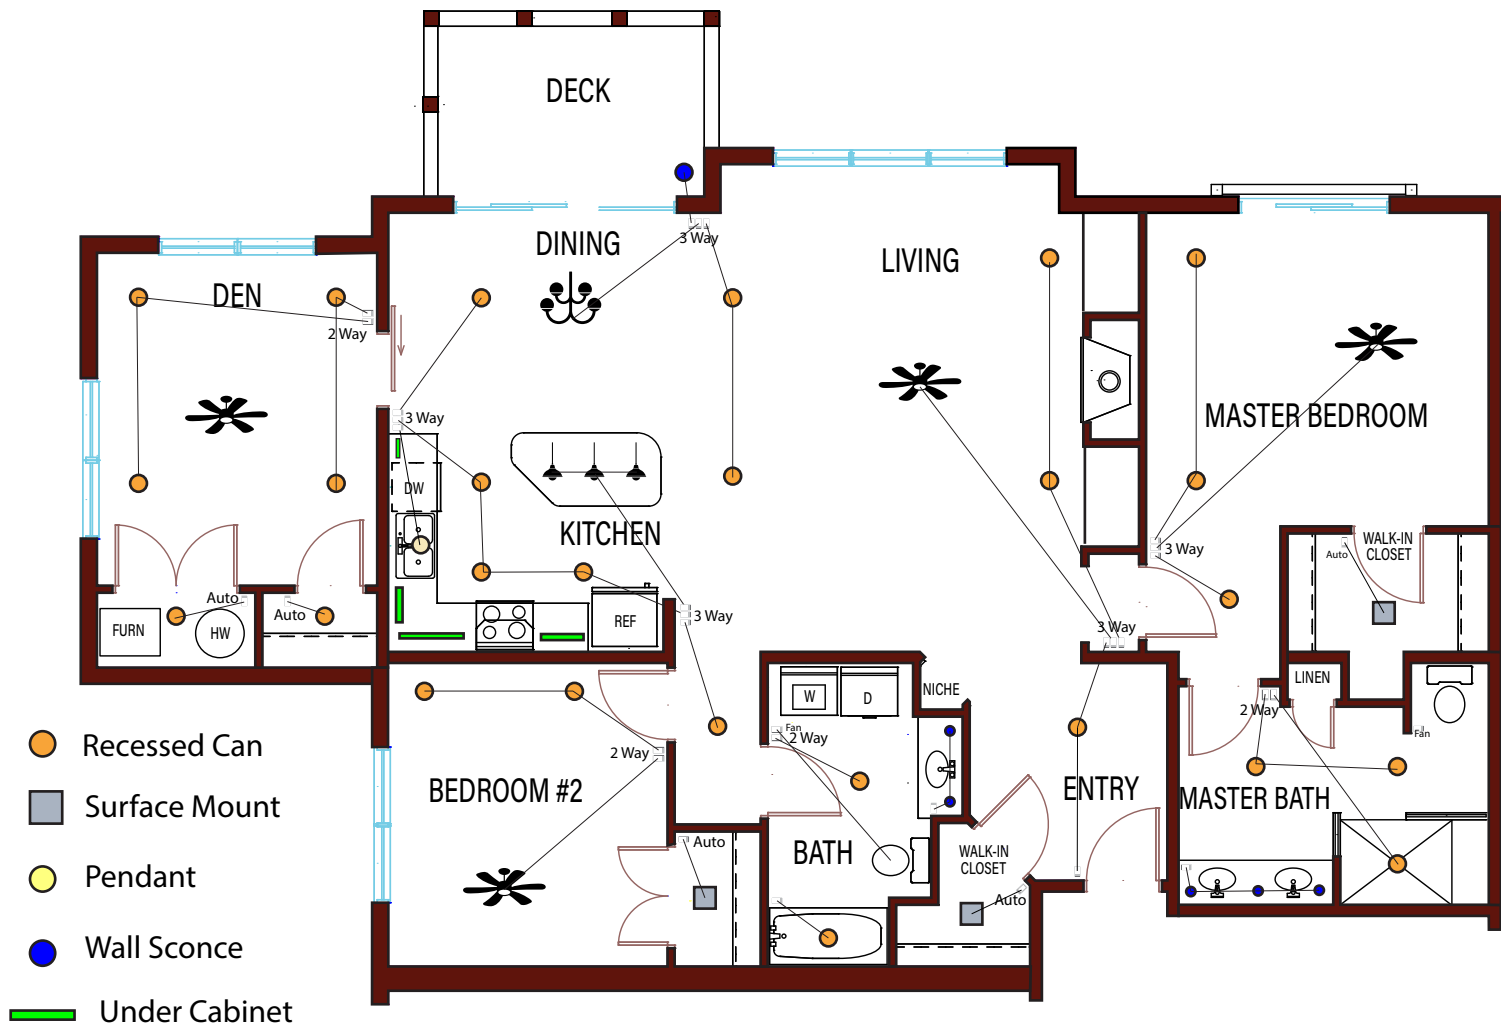 DECK
DINING
3 Way
LIVING
DEN
2 Way
3 Way
MASTER BEDROOM
DW
KITCHEN
3 Way
WALK-IN
CLOSET
Auto
Auto
Auto
FURN
HW
REF
3 Way
3 Way
W
D
NICHE
LINEN
2 Way
Fan
2 Way
Fan
2 Way
BEDROOM #2
ENTRY
MASTER BATH
Auto
BATH
WALK-IN
CLOSET
Auto
Recessed Can
Surface Mount
Pendant
Wall Sconce
Under Cabinet